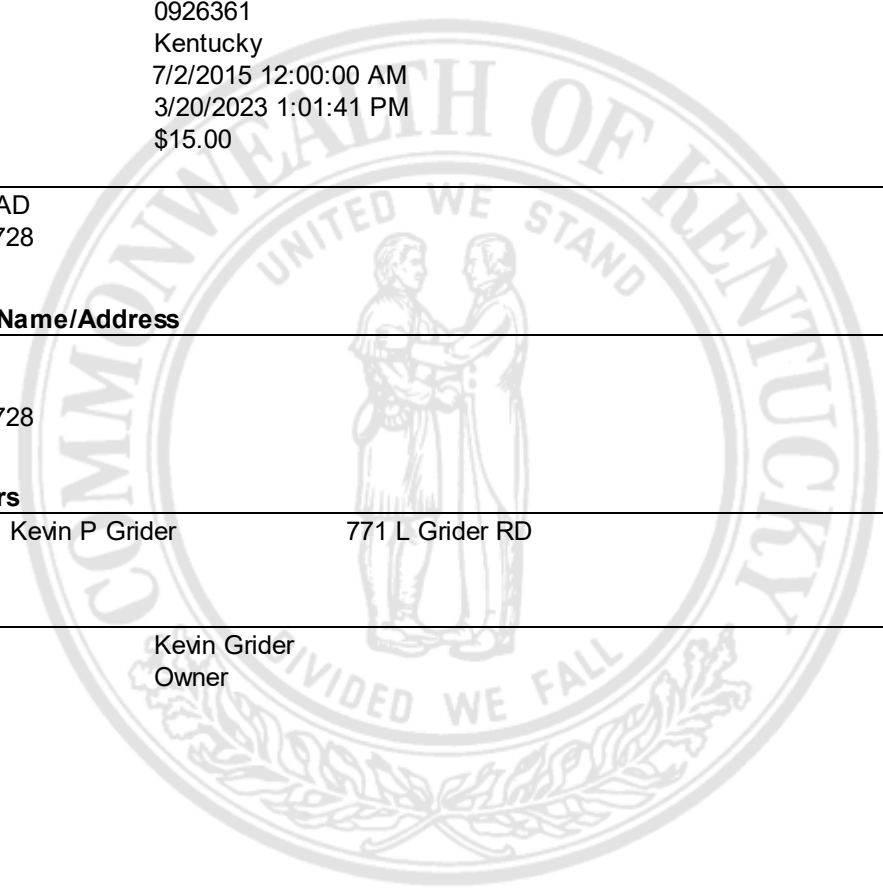 0926361
Kentucky
7/2/2015 12:00:00 AM
3/20/2023 1:01:41 PM
$15.00
AD
728
Name/Address
728
rs
Kevin P Grider 771 L Grider RD
Kevin Grider
Owner
COMMONWEALTH OF KENTUCKY
UNITED WE STAND
DIVIDED WE FALL